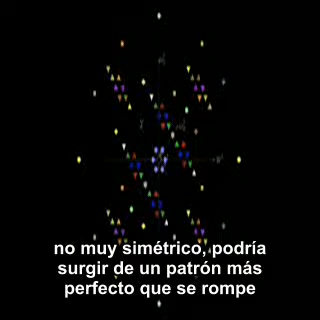 no muy simétrico, podría
surgir de un patrón más
perfecto que se rompe